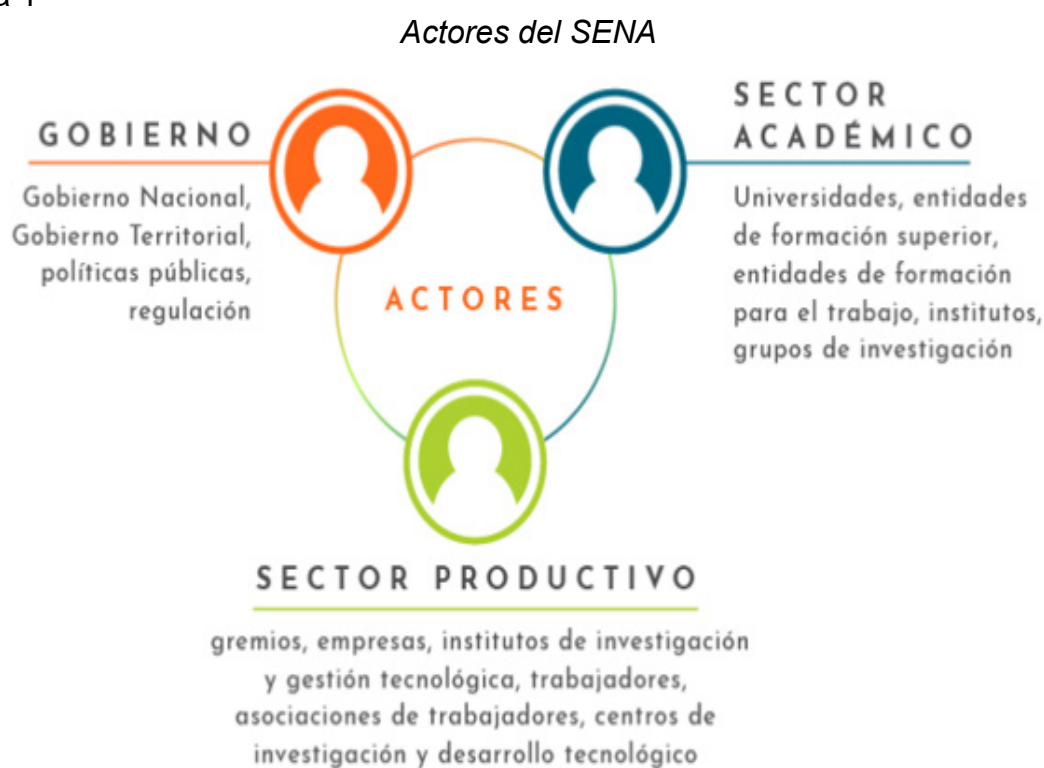 Actores del SENA
GOBIERNO
Gobierno Nacional,
Gobierno Territorial,
políticas públicas,
regulación
SECTOR
ACADÉMICO
Universidades, entidades
de formación superior,
entidades de formación
para el trabajo, institutos,
grupos de investigación
ACTORES
SECTOR PRODUCTIVO
gremios, empresas, institutos de investigación
y gestión tecnológica, trabajadores,
asociaciones de trabajadores, centros de
investigación y desarrollo tecnológico